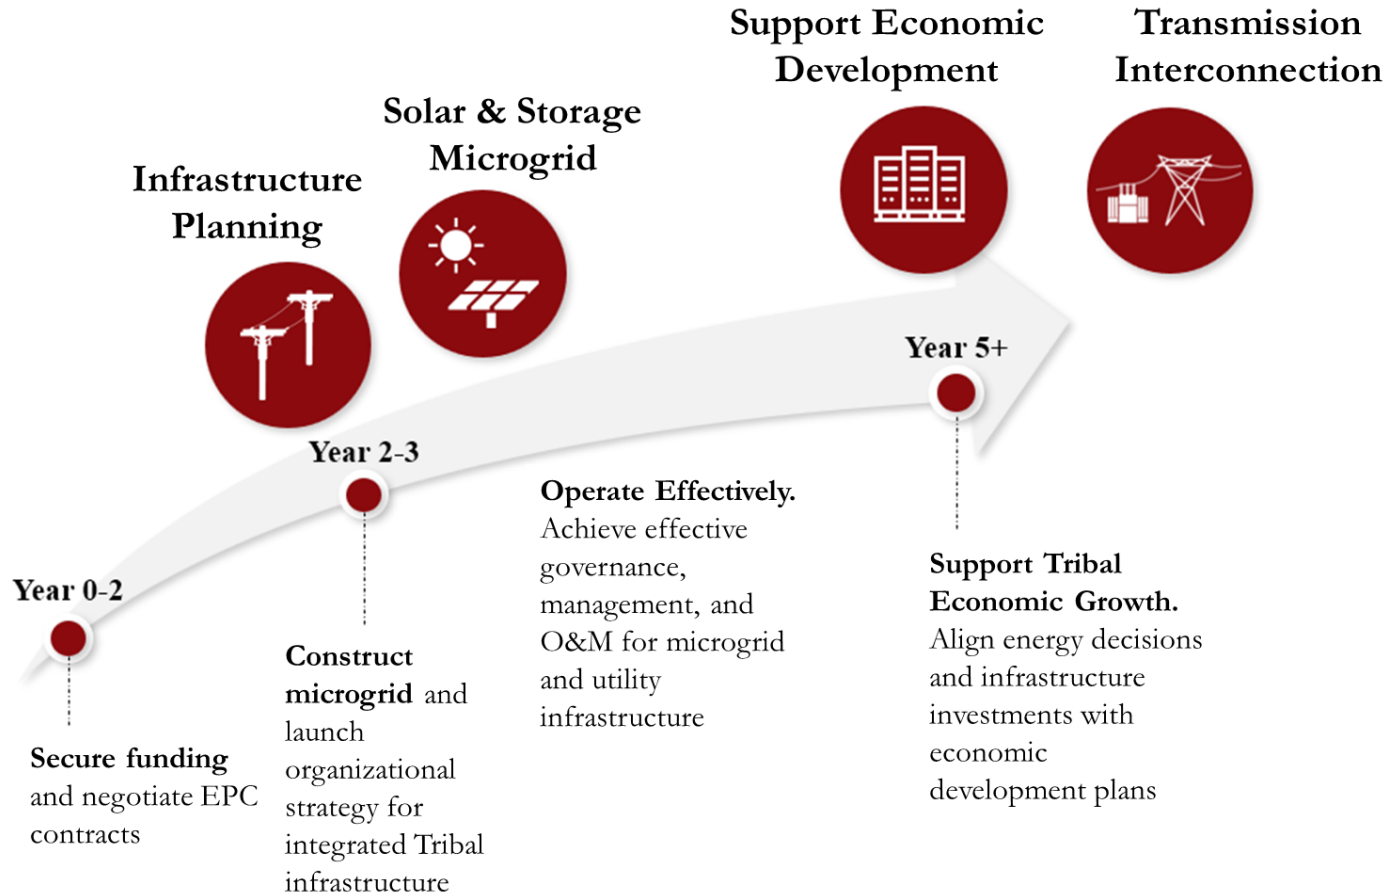 Support Economic
Development
Transmission
Interconnection
Solar & Storage
Microgrid
Infrastructure
Planning
Year 5+
Year 2-3
Year 0-2
Secure funding
and negotiate EPC
contracts
Construct
microgrid and
launch
organizational
strategy for
integrated Tribal
infrastructure
Operate Effectively.
Achieve effective
governance,
management, and
O&M for microgrid
and utility
infrastructure
Support Tribal
Economic Growth.
Align energy decisions
and infrastructure
investments with
economic
development plans